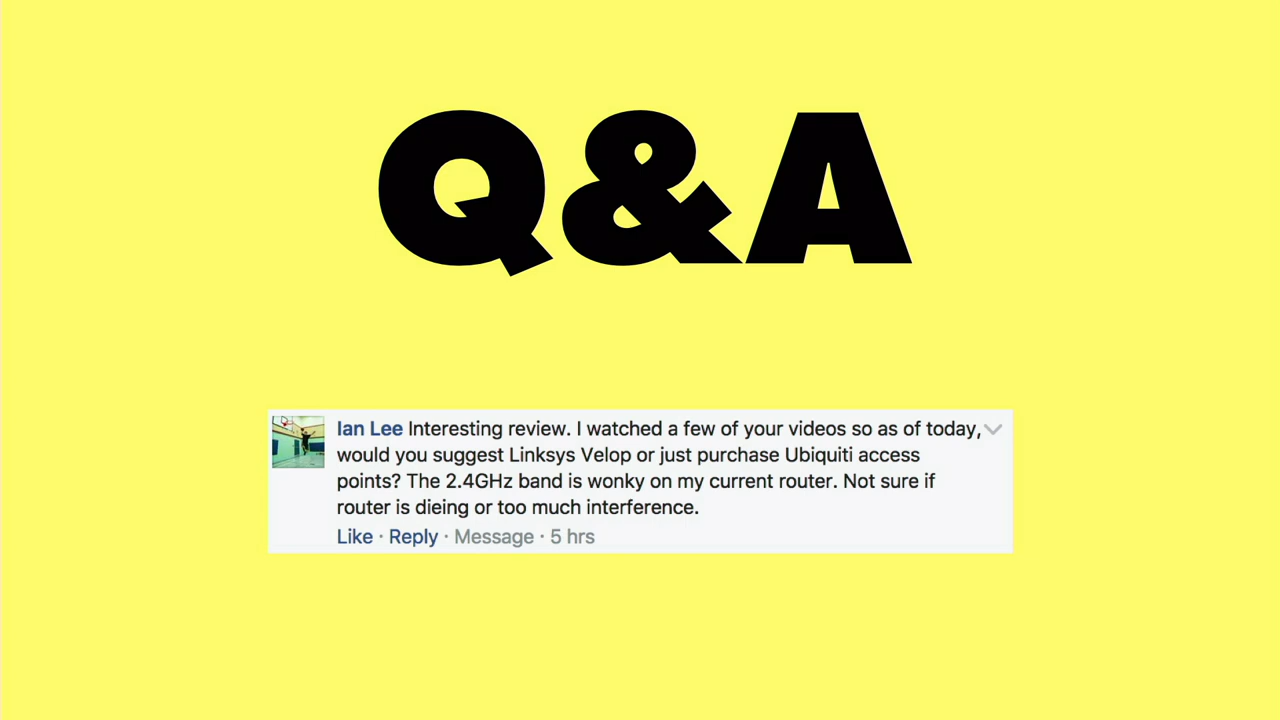 Q&A
Ian Lee Interesting review. I watched a few of your videos so as of today,
would you suggest Linksys Velop or just purchase Ubiquiti access
points? The 2.4GHz band is wonky on my current router. Not sure if
router is dieing or too much interference.
Like · Reply · Message · 5 hrs